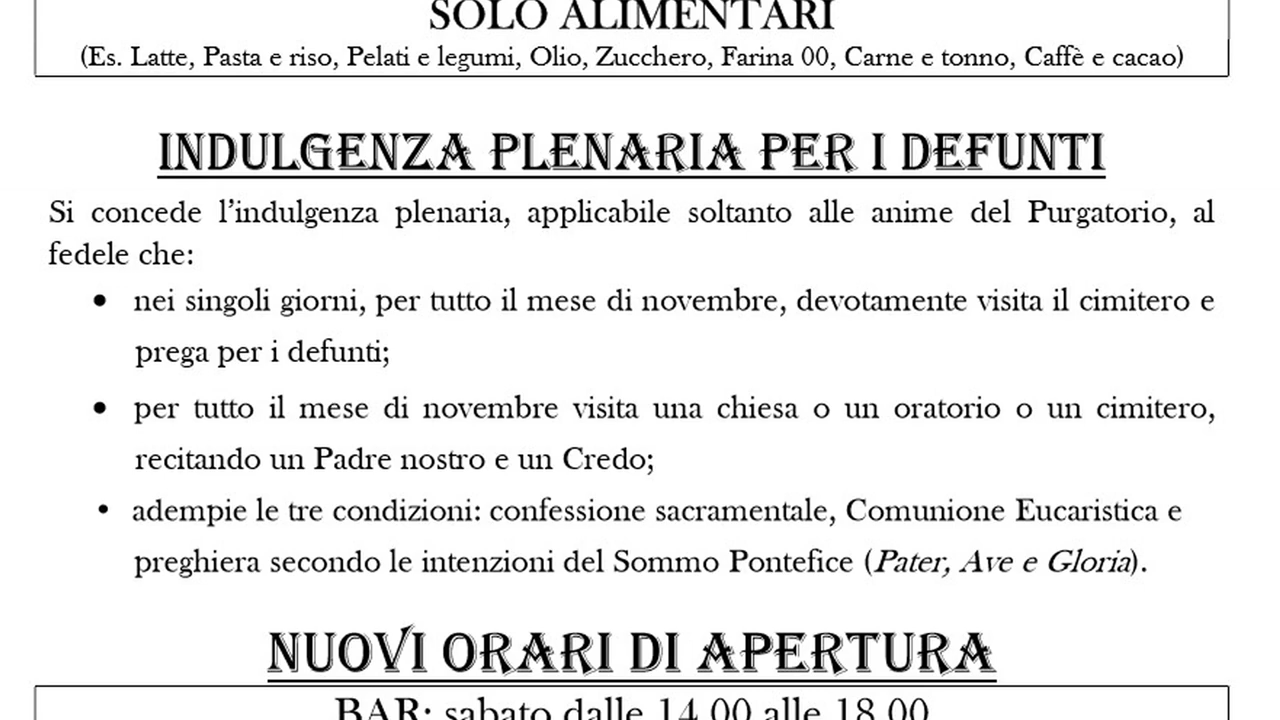 SOLO ALIMENTARI
(Es. Latte, Pasta e riso, Pelati e legumi, Olio, Zucchero, Farina 00, Carne e tonno, Caffè e cacao)
INDULGENZA PLENARIA PER I DEFUNTI
Si concede l’indulgenza plenaria, applicabile soltanto alle anime del Purgatorio, al
fedele che:
• nei singoli giorni, per tutto il mese di novembre, devotamente visita il cimitero e
prega per i defunti;
• per tutto il mese di novembre visita una chiesa o un oratorio o un cimitero,
recitando un Padre nostro e un Credo;
• adempie le tre condizioni: confessione sacramentale, Comunione Eucaristica e
preghiera secondo le intenzioni del Sommo Pontefice (Pater, Ave e Gloria).
NUOVI ORARI DI APERTURA
BAR: sabato dalle 14.00 alle 18.00